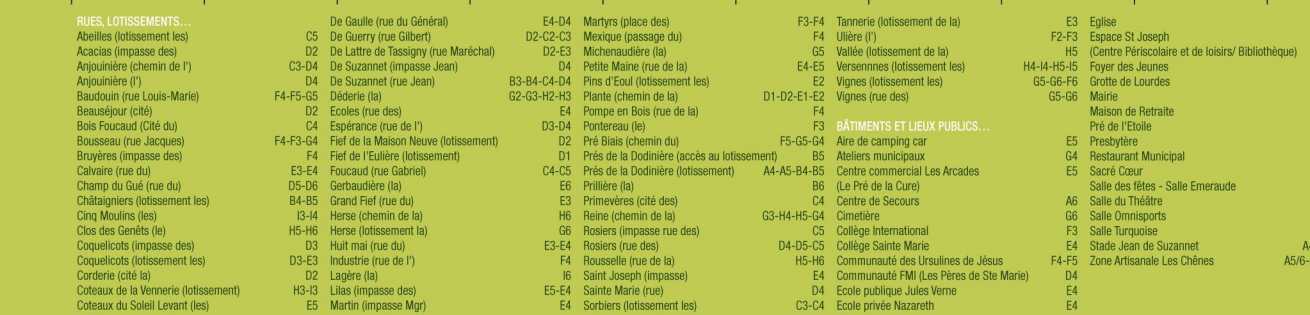 RUES, LOTISSEMENTS...
Abeilles (lotissement les) C5
Acacias (impasse des) D2
Anjouinière (chemin de l') C3-D4
Anjouinière (l') D4
Baudouin (rue Louis-Marie) F4-F5-G5
Beauséjour (cité) D2
Bois Foucaud (Cité du) C4
Bousseau (rue Jacques) F4-F3-G4
Bruyères (impasse des) F4
Calvaire (rue du) E3-E4
Champ du Gué (rue du) D5-D6
Châtaigniers (lotissement les) B4-B5
Cinq Moulins (les) I3-I4
Clos des Genêts (le) H5-H6
Coquelicots (impasse des) D3
Coquelicots (lotissement les) D3-E3
Corderie (cité la) D2
Coteaux de la Vennerie (lotissement) H3-I3
Coteaux du Soleil Levant (les) E5
De Gaulle (rue du Général) E4-D4
De Guerry (rue Gilbert) D2-C2-C3
De Lattre de Tassigny (rue Maréchal) D2-E3
De Suzannet (impasse Jean) D4
De Suzannet (rue Jean) B3-B4-C4-D4
Déderie (la) G2-G3-H2-H3
Ecoles (rue des) E4
Espérance (rue de l') D3-D4
Fief de la Maison Neuve (lotissement) D2
Fief de l'Eulière (lotissement) D1
Foucaud (rue Gabriel) C4-C5
Gerbaudière (la) E6
Grand Fief (rue du) E3
Herse (chemin de la) H6
Herse (lotissement la) G6
Huit mai (rue du) E3-E4
Industrie (rue de l') F4
Lagère (la) I6
Lilas (impasse des) E5-E4
Martin (impasse Mgr) E4
Martyrs (place des) F3-F4
Mexique (passage du) F4
Michenaudière (la) G5
Petite Maine (rue de la) E4-E5
Pins d'Eoul (lotissement les) E2
Plante (chemin de la) D1-D2-E1-E2
Pompe en Bois (rue de la) F4
Pontereau (le) F3
Pré Biais (chemin du) F5-G5-G4
Prés de la Dodinière (accès au lotissement) B5
Prés de la Dodinière (lotissement) A4-A5-B4-B5
Prillière (la) B6
Primevères (cité des) C4
Reine (chemin de la) G3-H4-H5-G4
Rosiers (impasse rue des) C5
Rosiers (rue des) D4-D5-C5
Rousselle (rue de la) H5-H6
Saint Joseph (impasse) E4
Sainte Marie (rue) D4
Sorbiers (lotissement les) C3-C4
Tannerie (lotissement de la) E3
Ulière (l') F2-F3
Vallée (lotissement de la) H5
Versennnes (lotissement les) H4-I4-H5-I5
Vignes (lotissement les) G5-G6-F6
Vignes (rue des) G5-G6
BÂTIMENTS ET LIEUX PUBLICS...
Aire de camping car E5
Ateliers municipaux G4
Centre commercial Les Arcades E5
(Le Pré de la Cure)
Centre de Secours A6
Cimetière G6
Collège International F3
Collège Sainte Marie E4
Communauté des Ursulines de Jésus F4-F5
Communauté FMI (Les Pères de Ste Marie) D4
Ecole publique Jules Verne E4
Ecole privée Nazareth E4
Eglise
Espace St Joseph
(Centre Périscolaire et de loisirs/ Bibliothèque)
Foyer des Jeunes
Grotte de Lourdes
Mairie
Maison de Retraite
Pré de l'Etoile
Presbytère
Restaurant Municipal
Sacré Cœur
Salle des fêtes - Salle Emeraude
Salle du Théâtre
Salle Omnisports
Salle Turquoise
Stade Jean de Suzannet
Zone Artisanale Les Chênes A5/6-